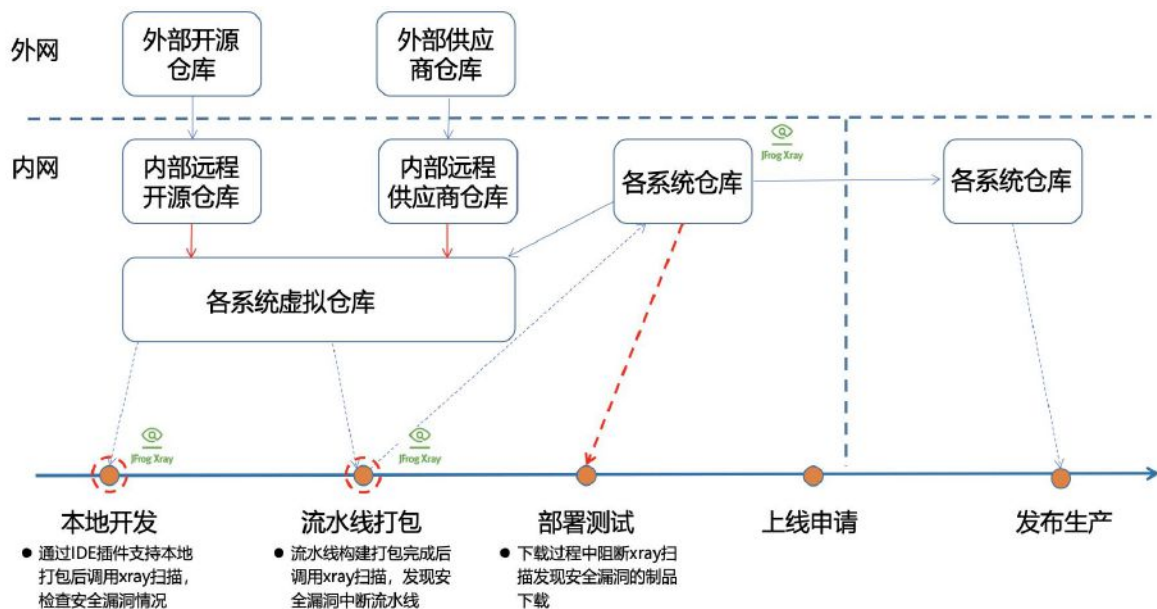 外网
外部开源
仓库
外部供应
商仓库
内网
内部远程
开源仓库
内部远程
供应商仓库
各系统仓库
JFrog Xray
各系统仓库
各系统虚拟仓库
JFrog Xray
JFrog Xray
本地开发
● 通过IDE插件支持本地
打包后调用xray扫描，
检查安全漏洞情况
流水线打包
● 流水线构建打包完成后
调用xray扫描，发现安
全漏洞中断流水线
部署测试
● 下载过程中阻断xray扫
描发现安全漏洞的制品
下载
上线申请
发布生产